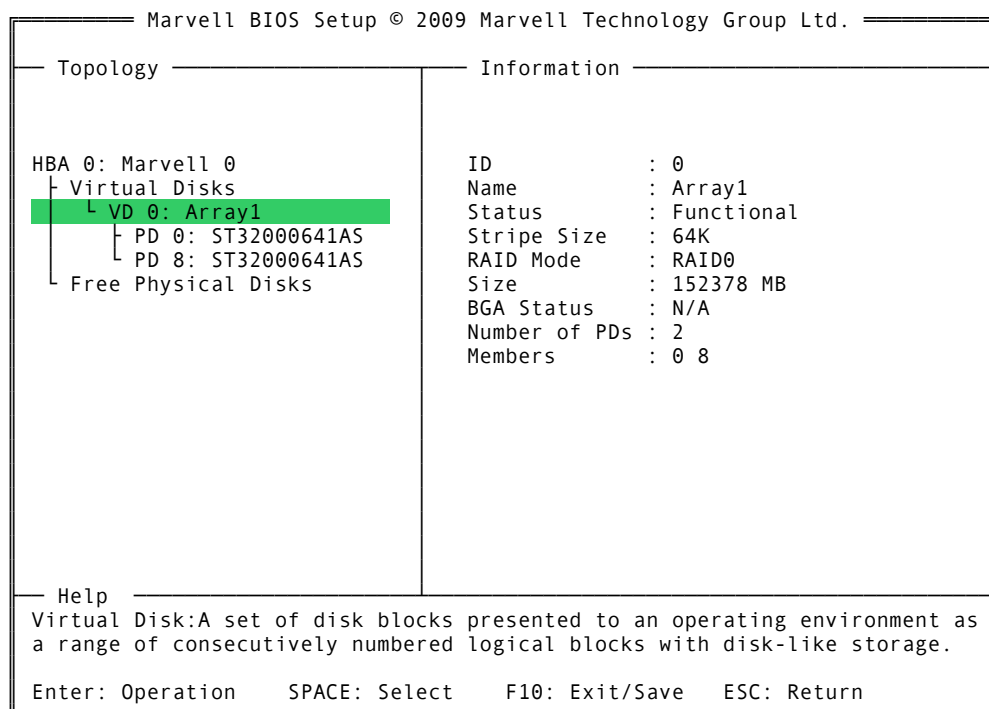 Marvell BIOS Setup © 2009 Marvell Technology Group Ltd.
Topology
HBA 0: Marvell 0
Virtual Disks
VD 0: Array1
PD 0: ST32000641AS
PD 8: ST32000641AS
Free Physical Disks
Information
ID : 0
Name : Array1
Status : Functional
Stripe Size : 64K
RAID Mode : RAID0
Size : 152378 MB
BGA Status : N/A
Number of PDs : 2
Members : 0 8
Help
Virtual Disk:A set of disk blocks presented to an operating environment as
a range of consecutively numbered logical blocks with disk-like storage.
Enter: Operation SPACE: Select F10: Exit/Save ESC: Return